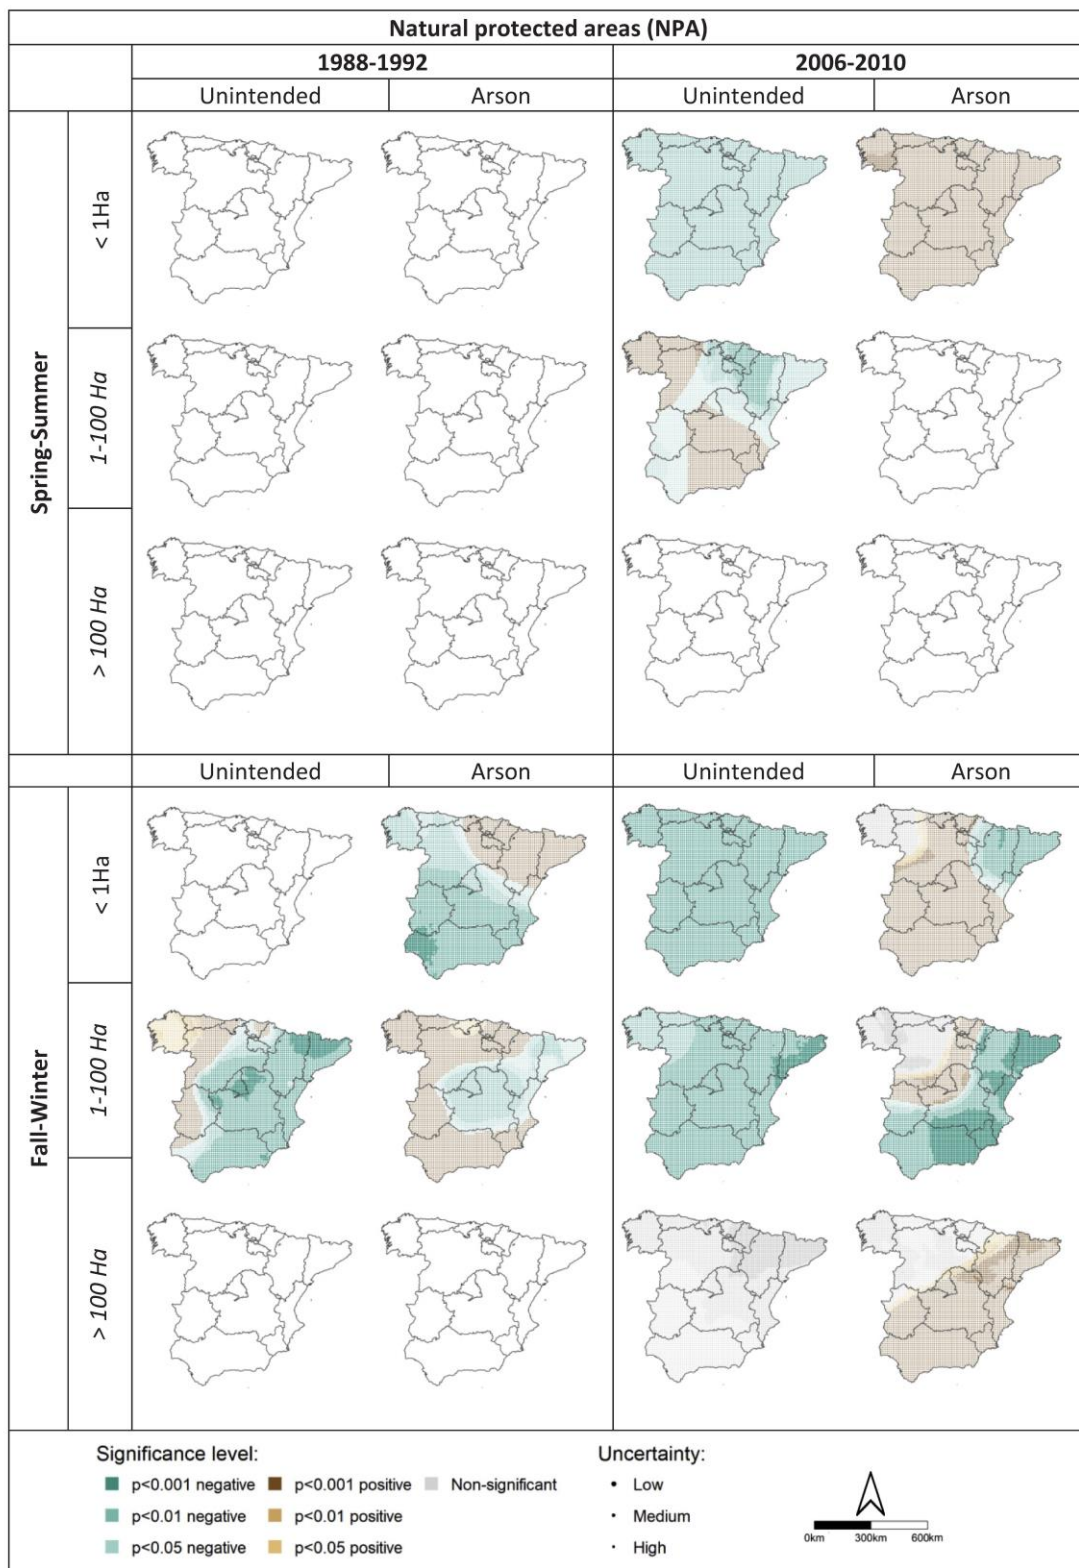 Natural protected areas (NPA)
1988-1992 2006-2010
Unintended Arson Unintended Arson
Spring-Summer
< 1Ha
1-100 Ha
> 100 Ha
Unintended Arson Unintended Arson
Fall-Winter
< 1Ha
1-100 Ha
> 100 Ha
Significance level: Uncertainty:
p<0.001 negative p<0.001 positive Non-significant Low
p<0.01 negative p<0.01 positive Medium
p<0.05 negative p<0.05 positive High
0km 300km 600km